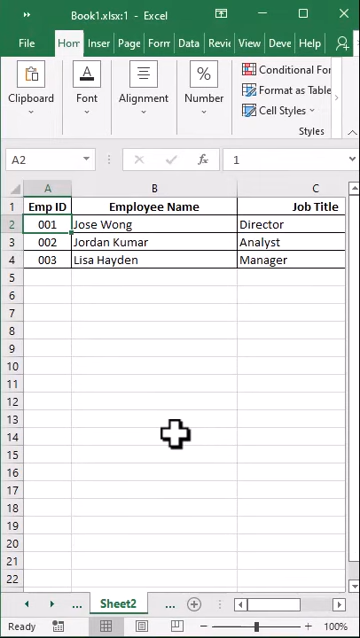 Book1.xlsx:1 - Excel
File Hom Inser Page Forn Data Revi View Deve Help
Clipboard Font Alignment Number
Conditional For
Format as Table
Cell Styles
Styles
A2 fx 1
A B C
1 Emp ID Employee Name Job Title
2 001 Jose Wong Director
3 002 Jordan Kumar Analyst
4 003 Lisa Hayden Manager
5
6
7
8
9
10
11
12
13
14
15
16
17
18
19
20
21
22
... Sheet2 ...
Ready 100%